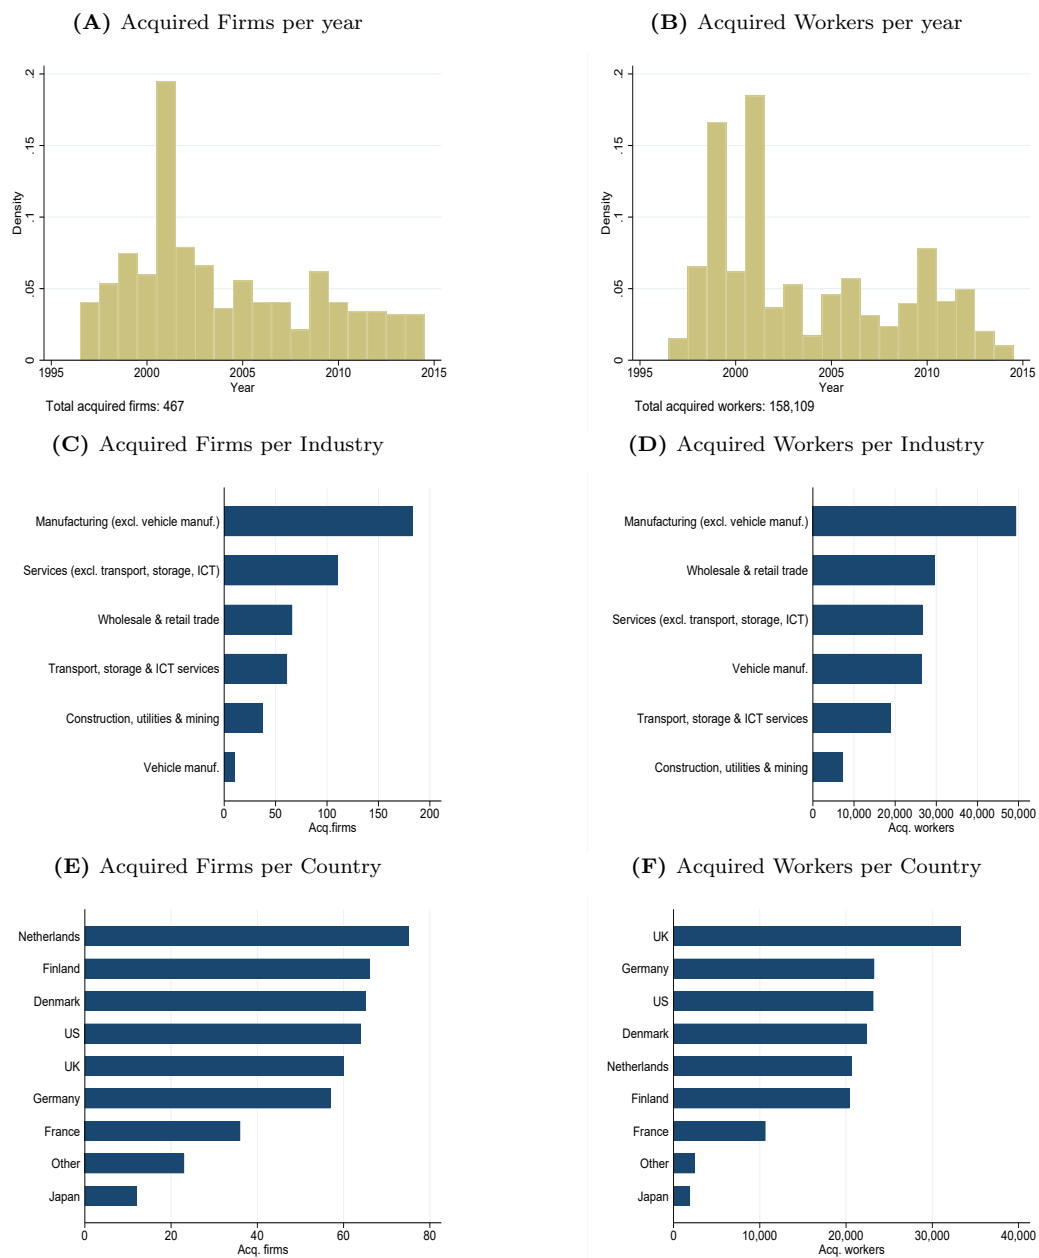 (A) Acquired Firms per year
.2
.15
.1
.05
0
Density
1995 2000 2005 2010 2015
Year
Total acquired firms: 467
(B) Acquired Workers per year
.2
.15
.1
.05
0
Density
1995 2000 2005 2010 2015
Year
Total acquired workers: 158,109
(C) Acquired Firms per Industry
Manufacturing (excl. vehicle manuf.)
Services (excl. transport, storage, ICT)
Wholesale & retail trade
Transport, storage & ICT services
Construction, utilities & mining
Vehicle manuf.
0 50 100 150 200
Acq.firms
(D) Acquired Workers per Industry
Manufacturing (excl. vehicle manuf.)
Wholesale & retail trade
Services (excl. transport, storage, ICT)
Vehicle manuf.
Transport, storage & ICT services
Construction, utilities & mining
0 10,000 20,000 30,000 40,000 50,000
Acq. workers
(E) Acquired Firms per Country
Netherlands
Finland
Denmark
US
UK
Germany
France
Other
Japan
0 20 40 60 80
Acq. firms
(F) Acquired Workers per Country
UK
Germany
US
Denmark
Netherlands
Finland
France
Other
Japan
0 10,000 20,000 30,000 40,000
Acq. workers